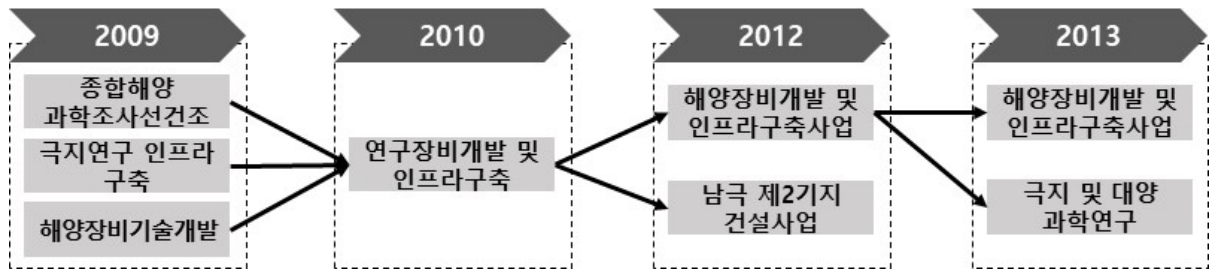 2009
종합해양
과학조사선건조
극지연구 인프라
구축
해양장비기술개발
2010
연구장비개발 및
인프라구축
2012
해양장비개발 및
인프라구축사업
남극 제2기지
건설사업
2013
해양장비개발 및
인프라구축사업
극지 및 대양
과학연구